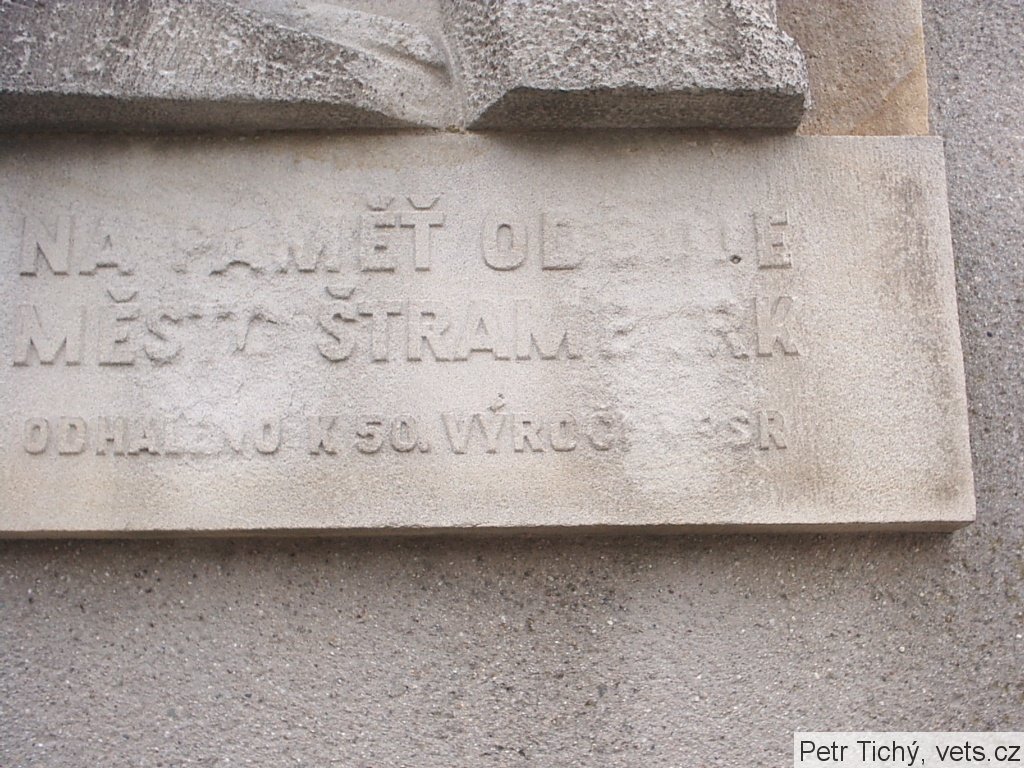 NA PAMĚŤ
MĚSTO ŠTRAMBERK
ODHALENO K 50. VÝROČÍ
Petr Tichý, vets.cz